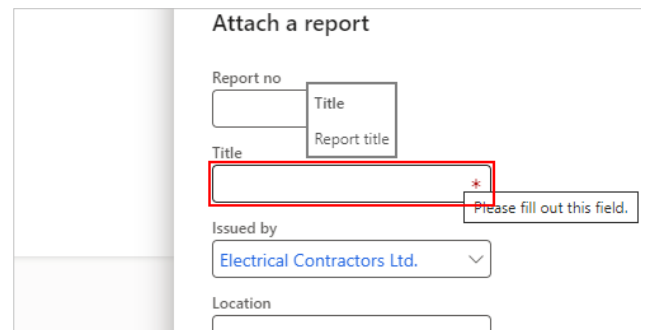 Attach a report
Report no
Title
Report title
Title
*
Please fill out this field.
Issued by
Electrical Contractors Ltd.
Location